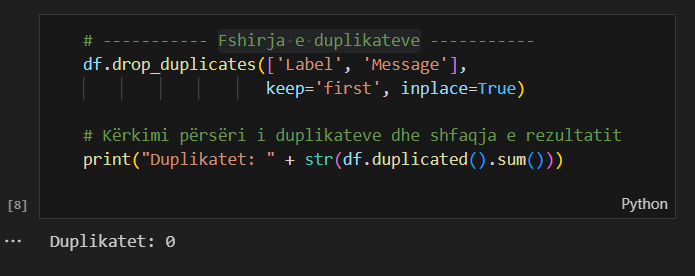 # ----------- Fshirja e duplikateve -----------
df.drop_duplicates(['Label', 'Message'],
keep='first', inplace=True)
# Kërkimi përsëri i duplikateve dhe shfaqja e rezultatit
print("Duplikatet: " + str(df.duplicated().sum()))
[8]
Python
... Duplikatet: 0